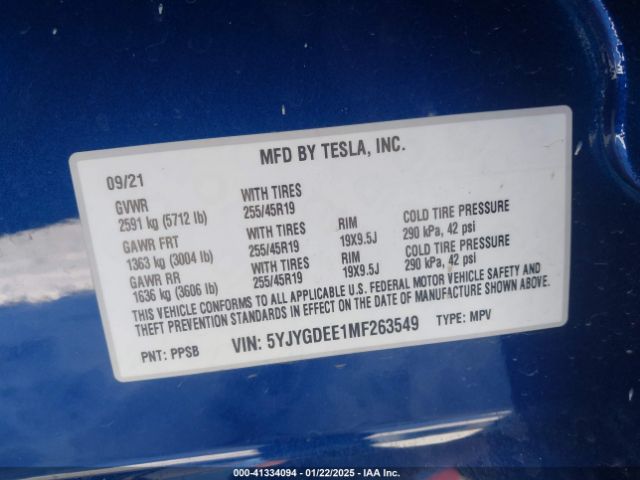 MFD BY TESLA, INC.
09/21
GVWR WITH TIRES
2591 kg (5712 lb) 255/45R19
GAWR FRT WITH TIRES RIM COLD TIRE PRESSURE
1363 kg (3004 lb) 255/45R19 19X9.5J 290 kPa, 42 psi
GAWR RR WITH TIRES RIM COLD TIRE PRESSURE
1636 kg (3606 lb) 255/45R19 19X9.5J 290 kPa, 42 psi
THIS VEHICLE CONFORMS TO ALL APPLICABLE U.S. FEDERAL MOTOR VEHICLE SAFETY AND
THEFT PREVENTION STANDARDS IN EFFECT ON THE DATE OF MANUFACTURE SHOWN ABOVE.
PNT: PPSB VIN: 5YJYGDEE1MF263549 TYPE: MPV
000-41334094 - 01/22/2025 - IAA Inc.